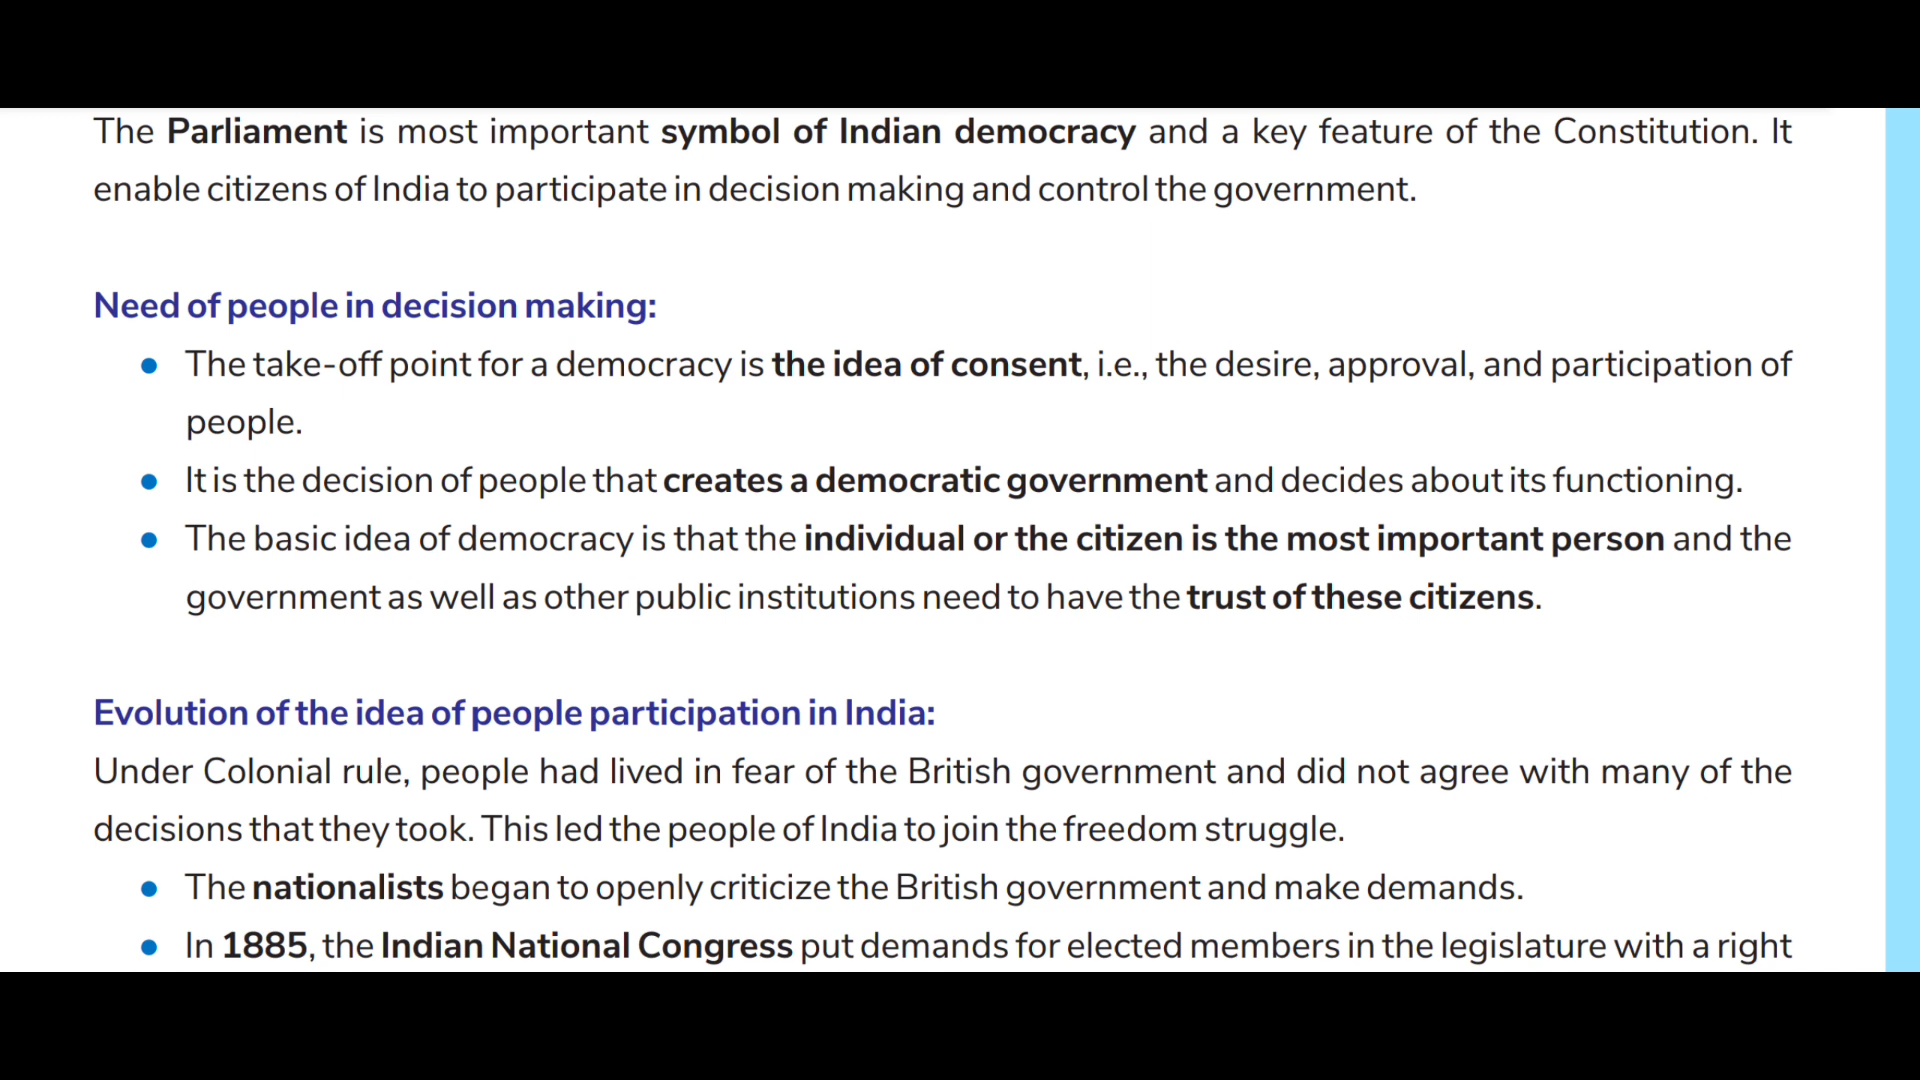 The Parliament is most important symbol of Indian democracy and a key feature of the Constitution. It
enable citizens of India to participate in decision making and control the government.
Need of people in decision making:
● The take-off point for a democracy is the idea of consent, i.e., the desire, approval, and participation of
people.
● It is the decision of people that creates a democratic government and decides about its functioning.
● The basic idea of democracy is that the individual or the citizen is the most important person and the
government as well as other public institutions need to have the trust of these citizens.
Evolution of the idea of people participation in India:
Under Colonial rule, people had lived in fear of the British government and did not agree with many of the
decisions that they took. This led the people of India to join the freedom struggle.
● The nationalists began to openly criticize the British government and make demands.
● In 1885, the Indian National Congress put demands for elected members in the legislature with a right